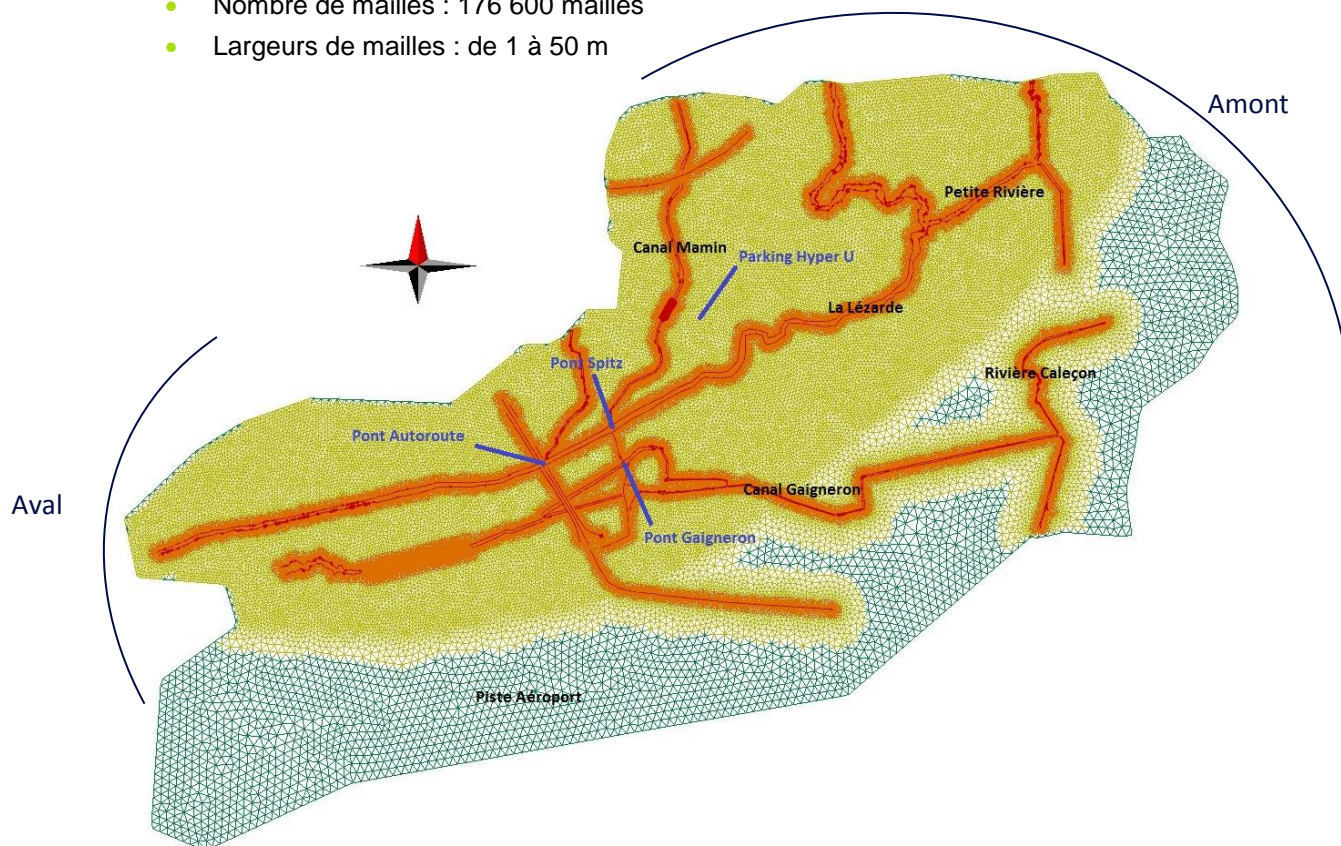 Nombre de mailles : 176 600 mailles
Largeurs de mailles : de 1 à 50 m
Amont
Petite Rivière
Canal Mamin
Parking Hyper U
La Lézarde
Pont Spitz
Rivière Caleçon
Pont Autoroute
Canal Gaigneron
Aval
Pont Gaigneron
Piste Aéroport